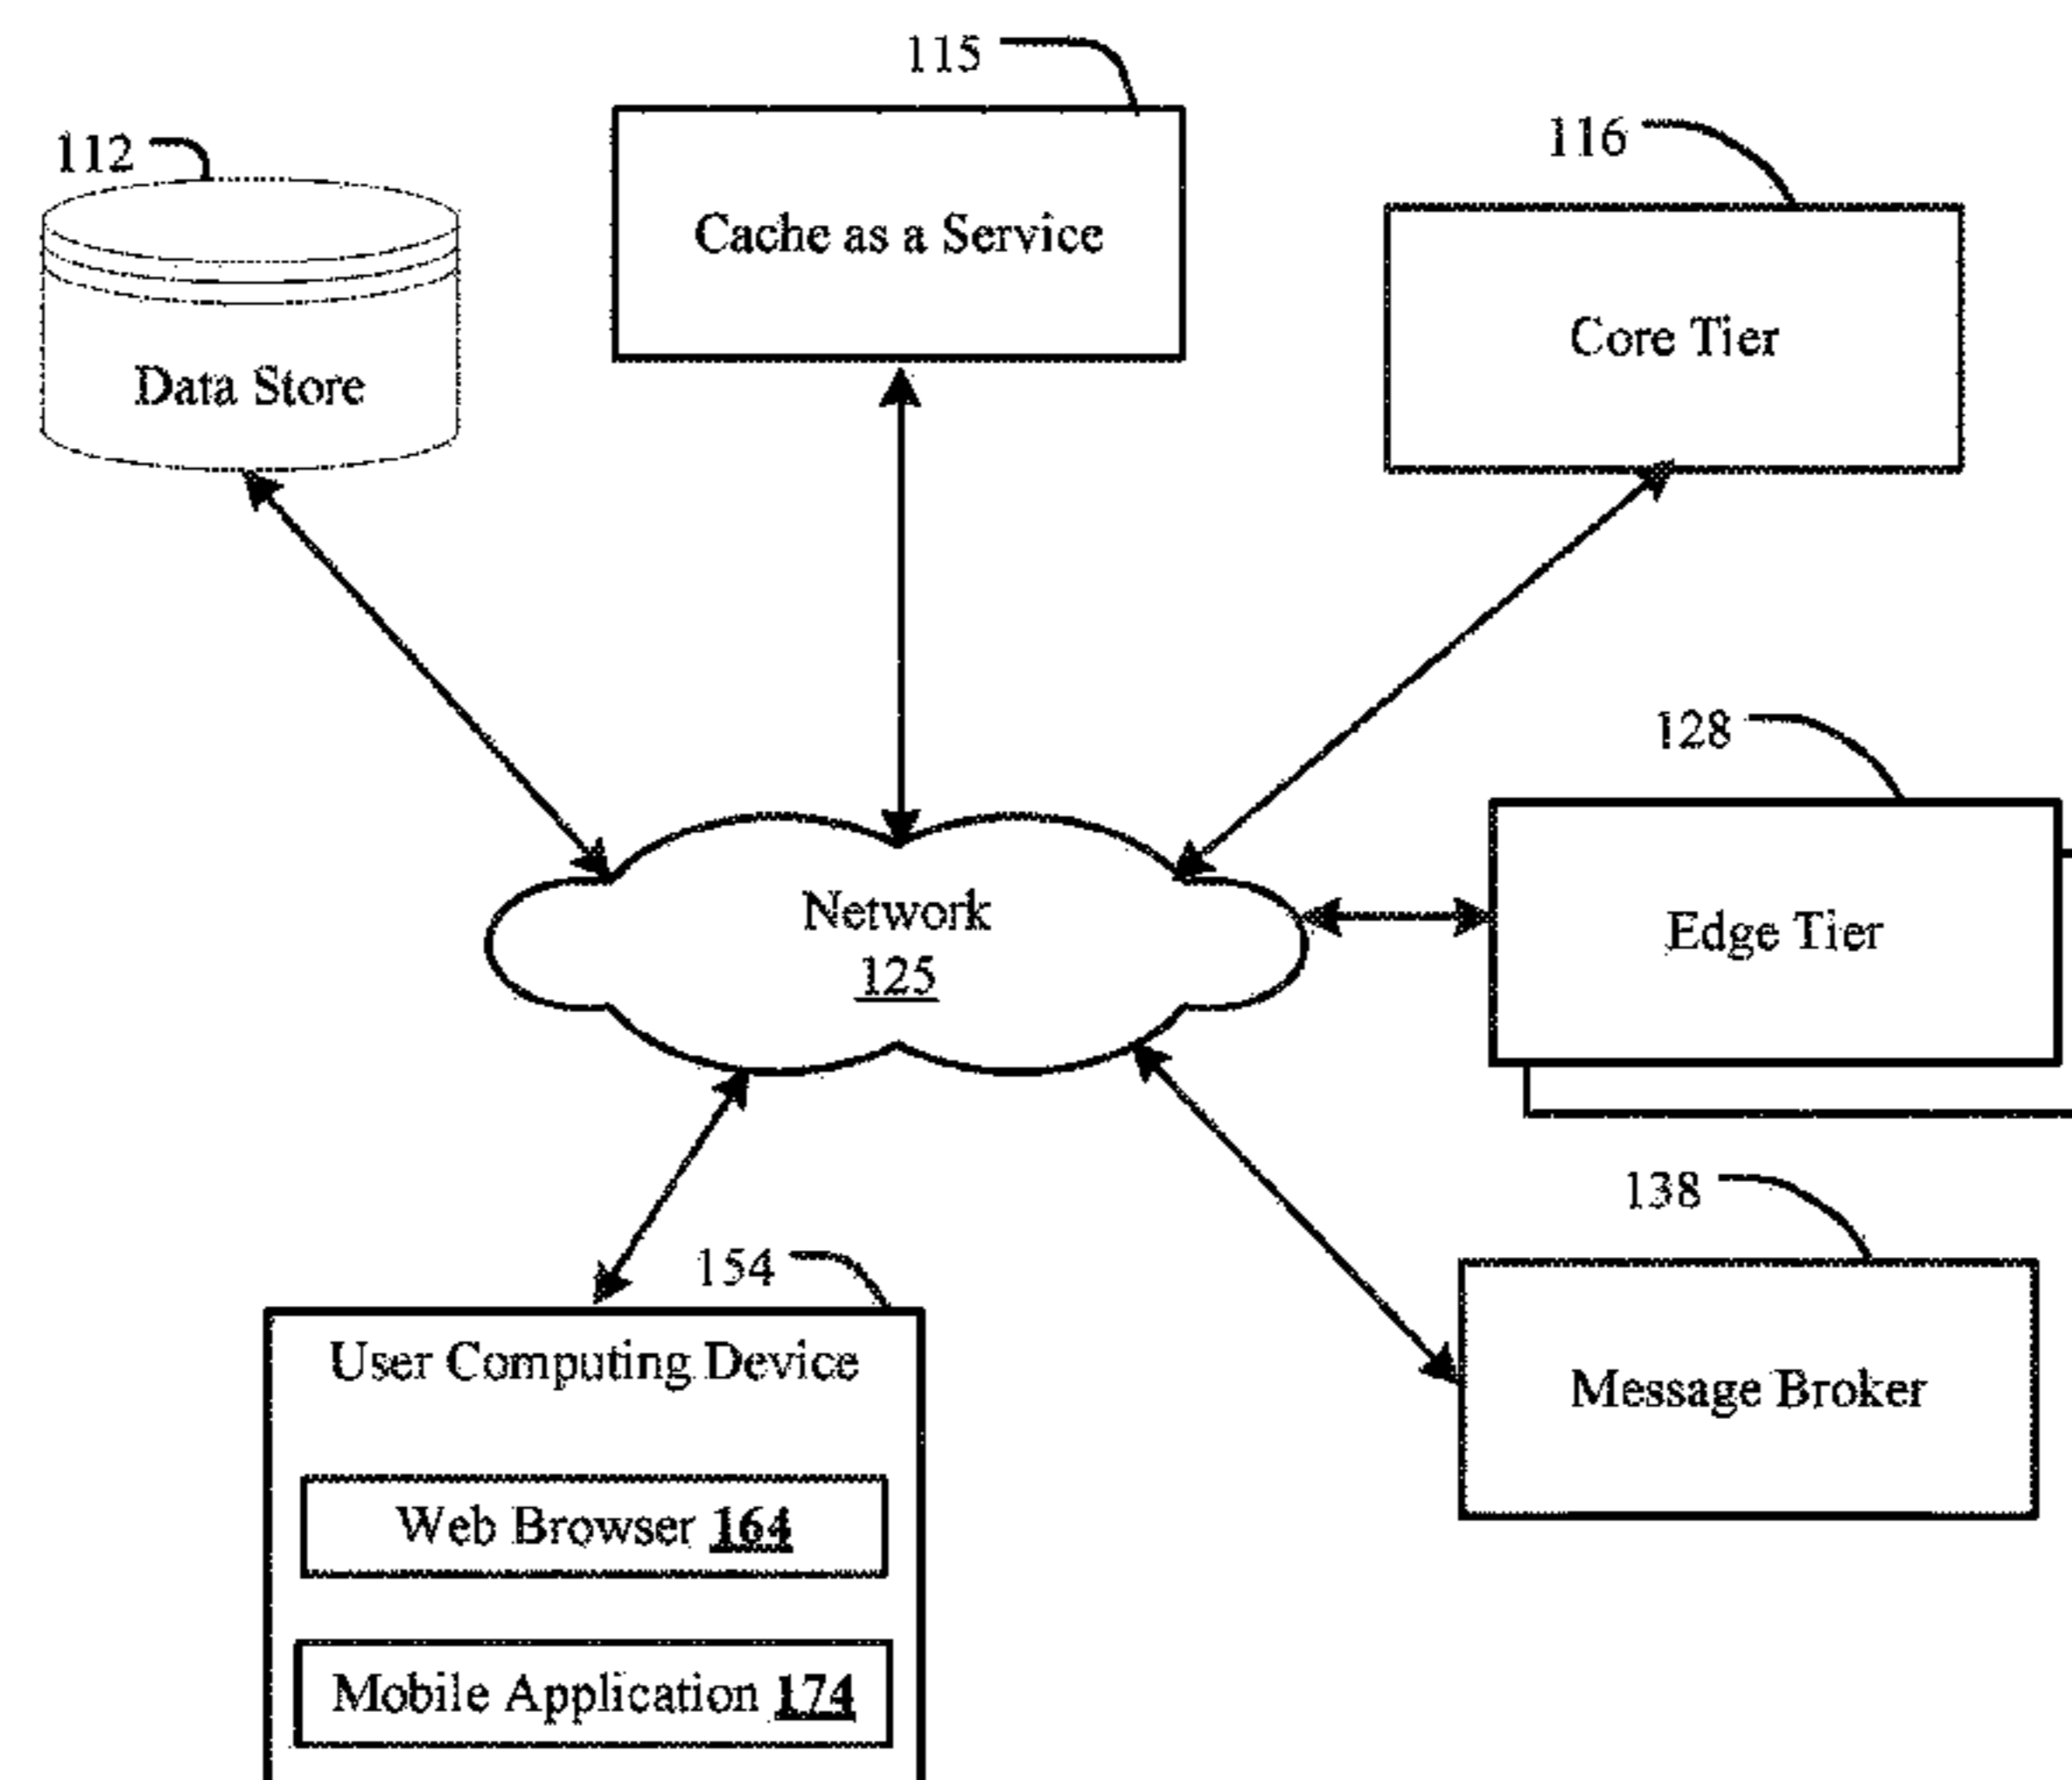 115
112
116
Cache as a Service
Core Tier
Data Store
128
Network
125
Edge Tier
138
154
User Computing Device
Message Broker
Web Browser 164
Mobile Application 174